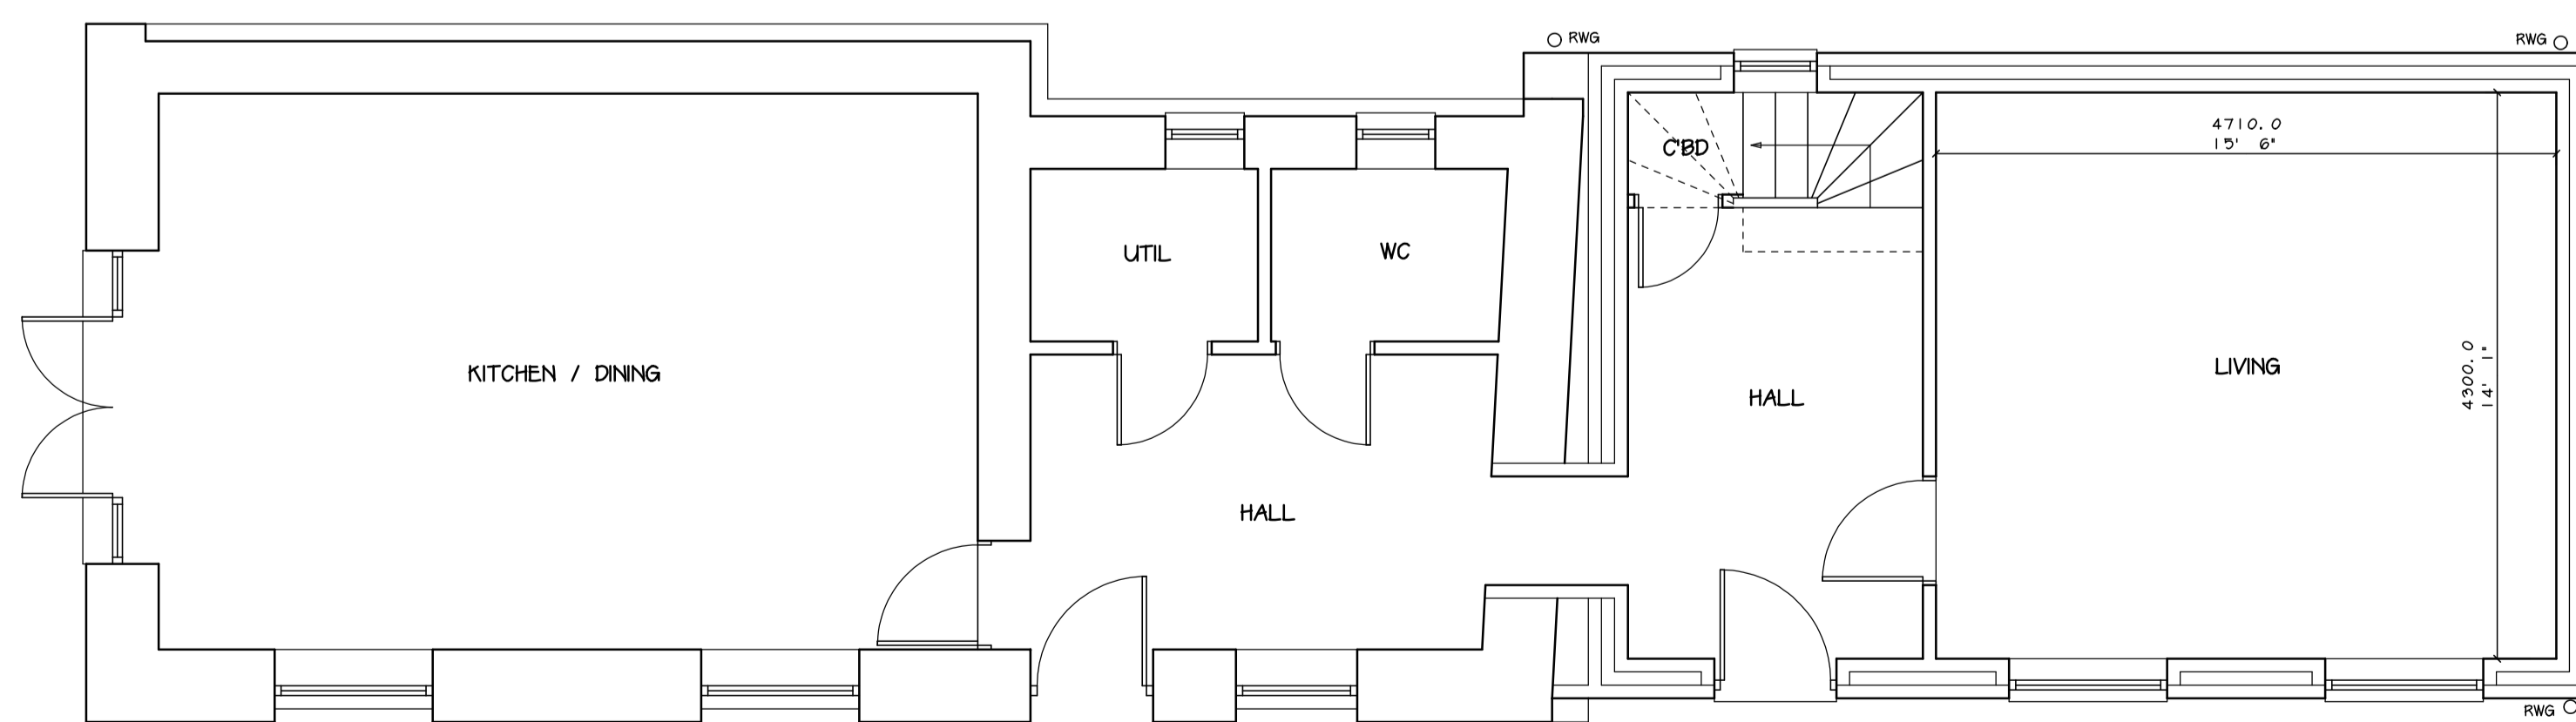 RWG
RWG
4710.0
15' 6"
C'BD
UTIL
WC
KITCHEN / DINING
LIVING
4300.0
14' 1"
HALL
HALL
RWG